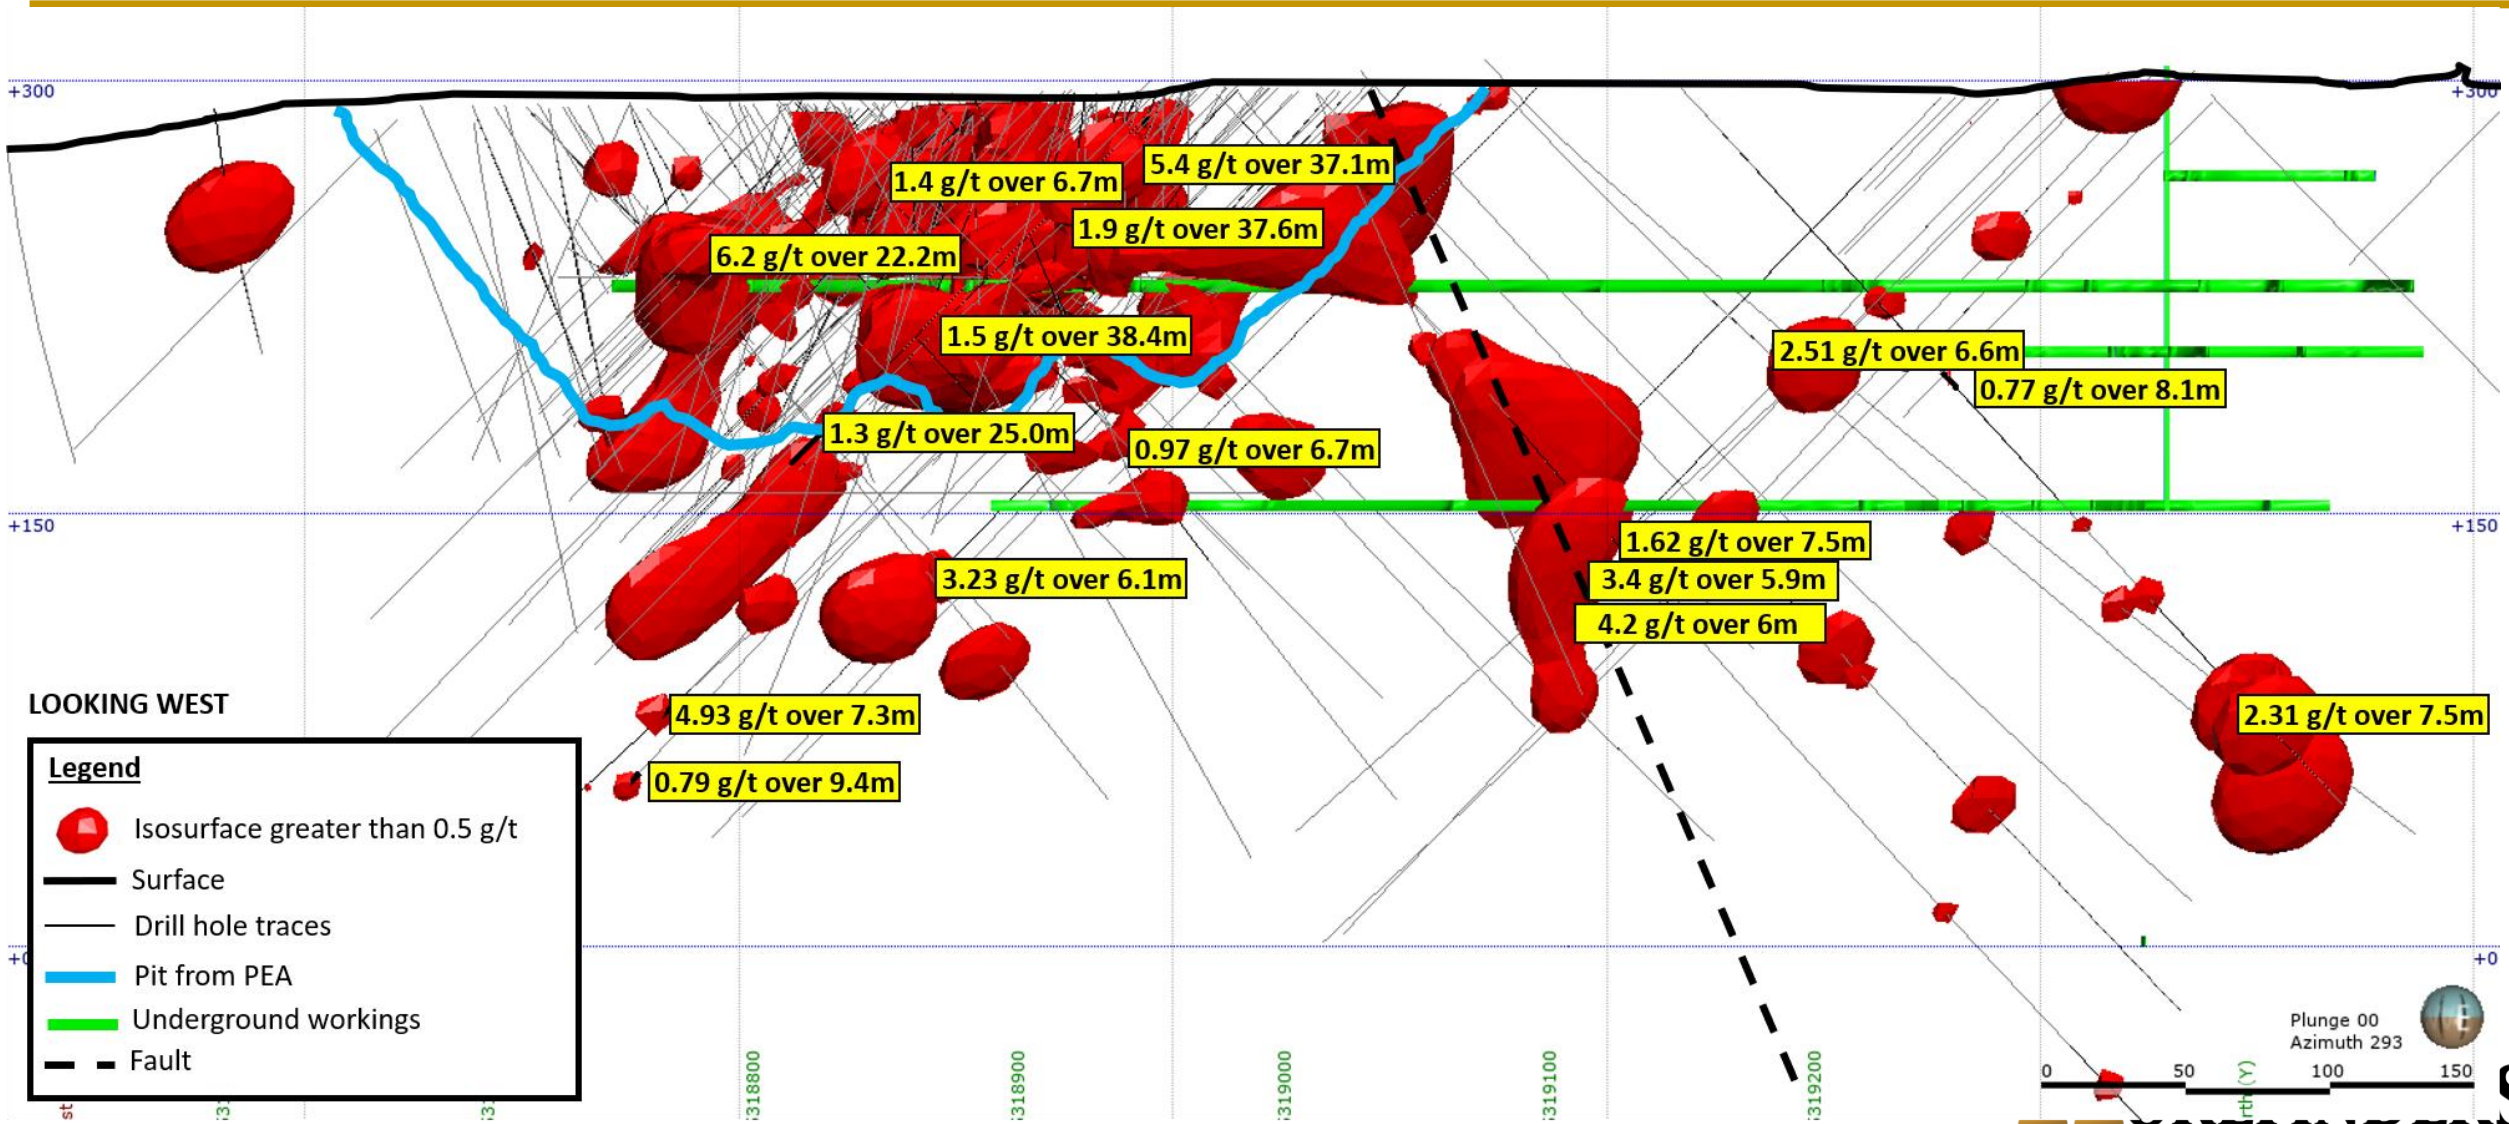 +300
+300
5.4 g/t over 37.1m
1.4 g/t over 6.7m
1.9 g/t over 37.6m
6.2 g/t over 22.2m
1.5 g/t over 38.4m
2.51 g/t over 6.6m
0.77 g/t over 8.1m
1.3 g/t over 25.0m
0.97 g/t over 6.7m
+150
+150
1.62 g/t over 7.5m
3.23 g/t over 6.1m
3.4 g/t over 5.9m
4.2 g/t over 6m
LOOKING WEST
4.93 g/t over 7.3m
2.31 g/t over 7.5m
0.79 g/t over 9.4m
Legend
Isosurface greater than 0.5 g/t
Surface
Drill hole traces
Pit from PEA
Underground workings
Fault
+0
Plunge 00
Azimuth 293
0 50 100 150
318800
318900
319000
319100
319200
(Y)